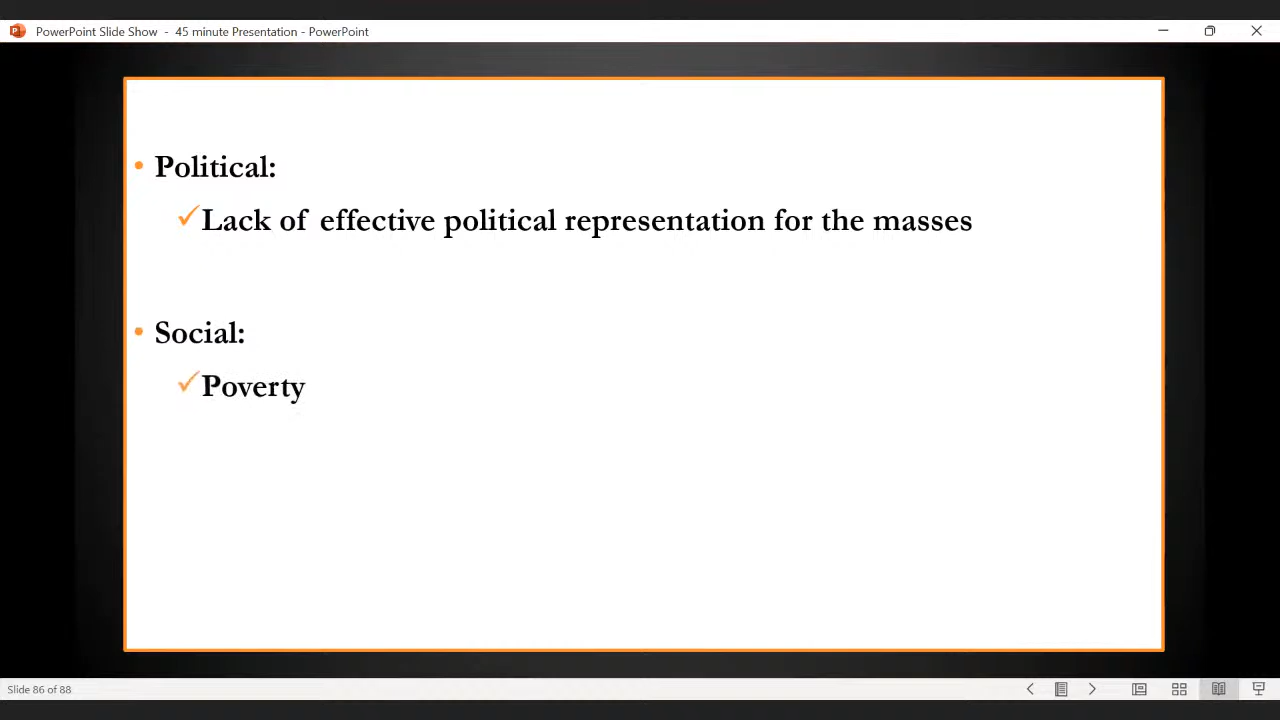 PowerPoint Slide Show - 45 minute Presentation - PowerPoint
• Political:
✓Lack of effective political representation for the masses
• Social:
✓Poverty
Slide 86 of 88